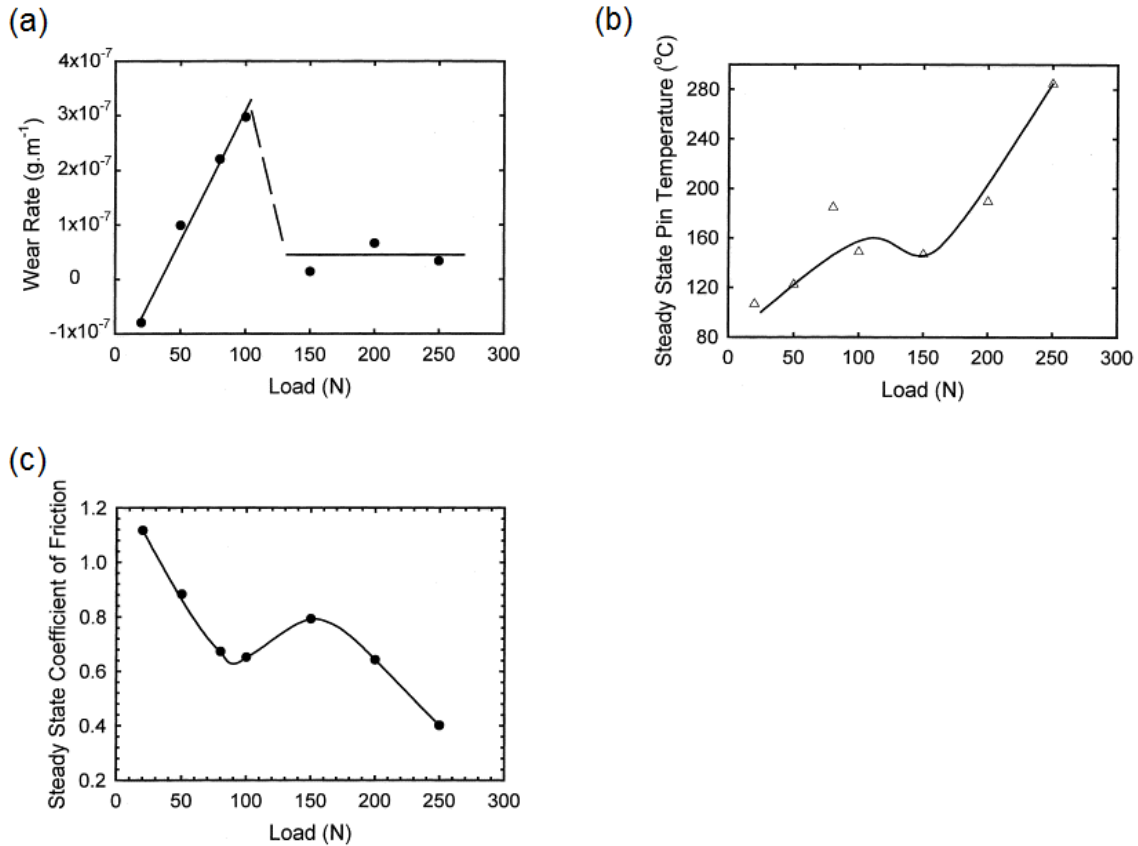 (a)
Wear Rate (g.m⁻¹)
4x10⁻⁷
3x10⁻⁷
2x10⁻⁷
1x10⁻⁷
0
-1x10⁻⁷
0 50 100 150 200 250 300
Load (N)
(b)
Steady State Pin Temperature (°C)
280
240
200
160
120
80
0 50 100 150 200 250 300
Load (N)
(c)
Steady State Coefficient of Friction
1.2
1.0
0.8
0.6
0.4
0.2
0 50 100 150 200 250 300
Load (N)